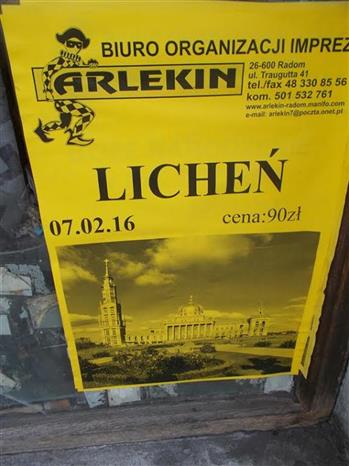 BIURO ORGANIZACJI IMPREZ
ARLEKIN
26-600 Radom
ul. Traugutta 41
tel./fax 48 330 85 56
kom. 501 532 761
www.arlekin-radom.manifo.com
e-mail: arlekin7@poczta.onet.pl
LICHEŃ
07.02.16
cena:90zł